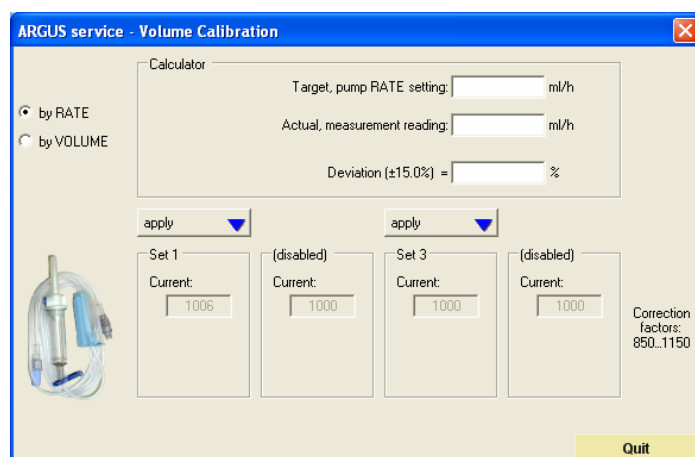 ARGUS service - Volume Calibration
Calculator
Target, pump RATE setting: ml/h
by RATE
Actual, measurement reading: ml/h
by VOLUME
Deviation (±15.0%) = %
apply apply
Set 1 (disabled) Set 3 (disabled)
Current: Current: Current: Current:
1006 1000 1000 1000
Correction
factors:
850...1150
Quit